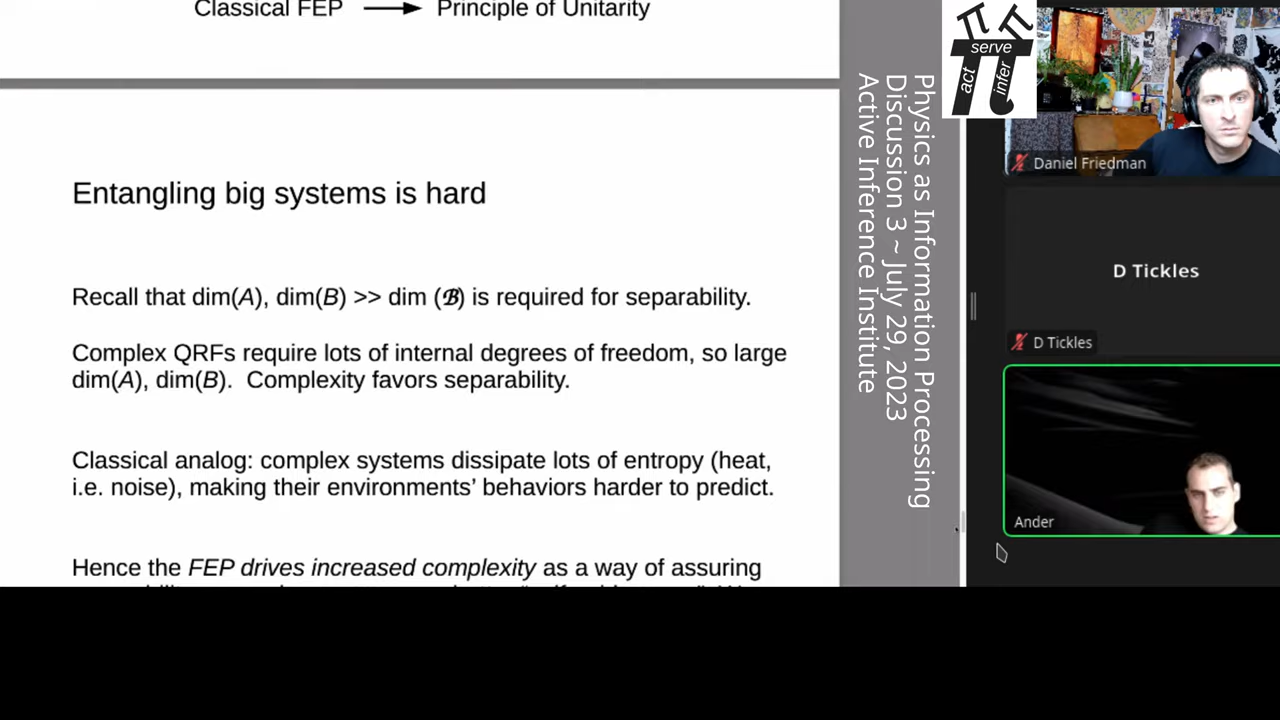 Classical FEP → Principle of Unitarity
Entangling big systems is hard
Recall that dim(A), dim(B) >> dim (ℬ) is required for separability.
Complex QRFs require lots of internal degrees of freedom, so large
dim(A), dim(B). Complexity favors separability.
Classical analog: complex systems dissipate lots of entropy (heat,
i.e. noise), making their environments’ behaviors harder to predict.
Hence the FEP drives increased complexity as a way of assuring
Physics as Information Processing
Discussion 3 ~ July 29, 2023
Active Inference Institute
serve
act
infer
Daniel Friedman
D Tickles
D Tickles
Ander